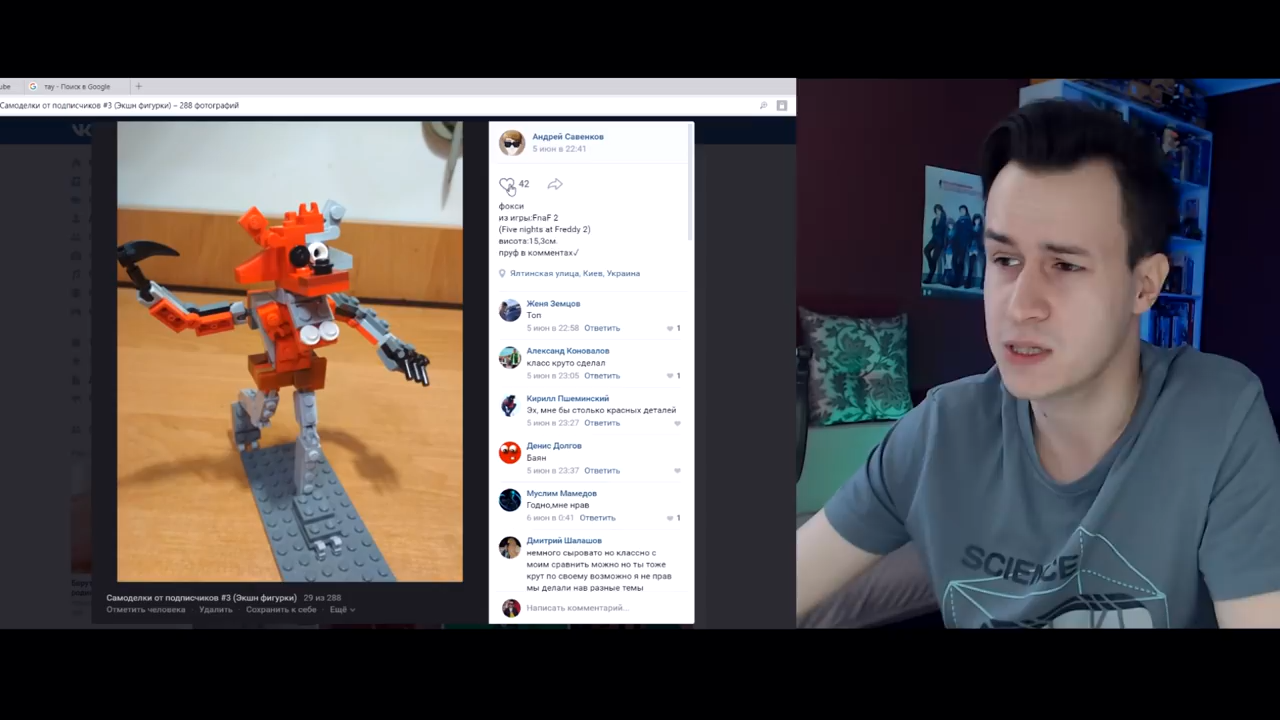 ube
тау - Поиск в Google
Самоделки от подписчиков #3 (Экшн фигурки) – 288 фотографий
Андрей Савенков
5 июн в 22:41
42
фокси
из игры:FnaF 2
(Five nights at Freddy 2)
висота:15,3см.
пруф в комментах✓
Ялтинская улица, Киев, Украина
Женя Земцов
Топ
5 июн в 22:58 Ответить 1
Александ Коновалов
класс круто сделал
5 июн в 23:05 Ответить 1
Кирилл Пшеминский
Эх, мне бы столько красных деталей
5 июн в 23:27 Ответить
Денис Долгов
Баян
5 июн в 23:37 Ответить
Муслим Мамедов
Годно,мне нрав
6 июн в 0:41 Ответить 1
Дмитрий Шалашов
немного сыровато но классно с
моим сравнить можно но ты тоже
крут по своему возможно я не прав
мы делали нав разные темы
Написать комментарий...
Самоделки от подписчиков #3 (Экшн фигурки) 29 из 288
Отметить человека · Удалить · Сохранить к себе · Ещё
SCIENCE